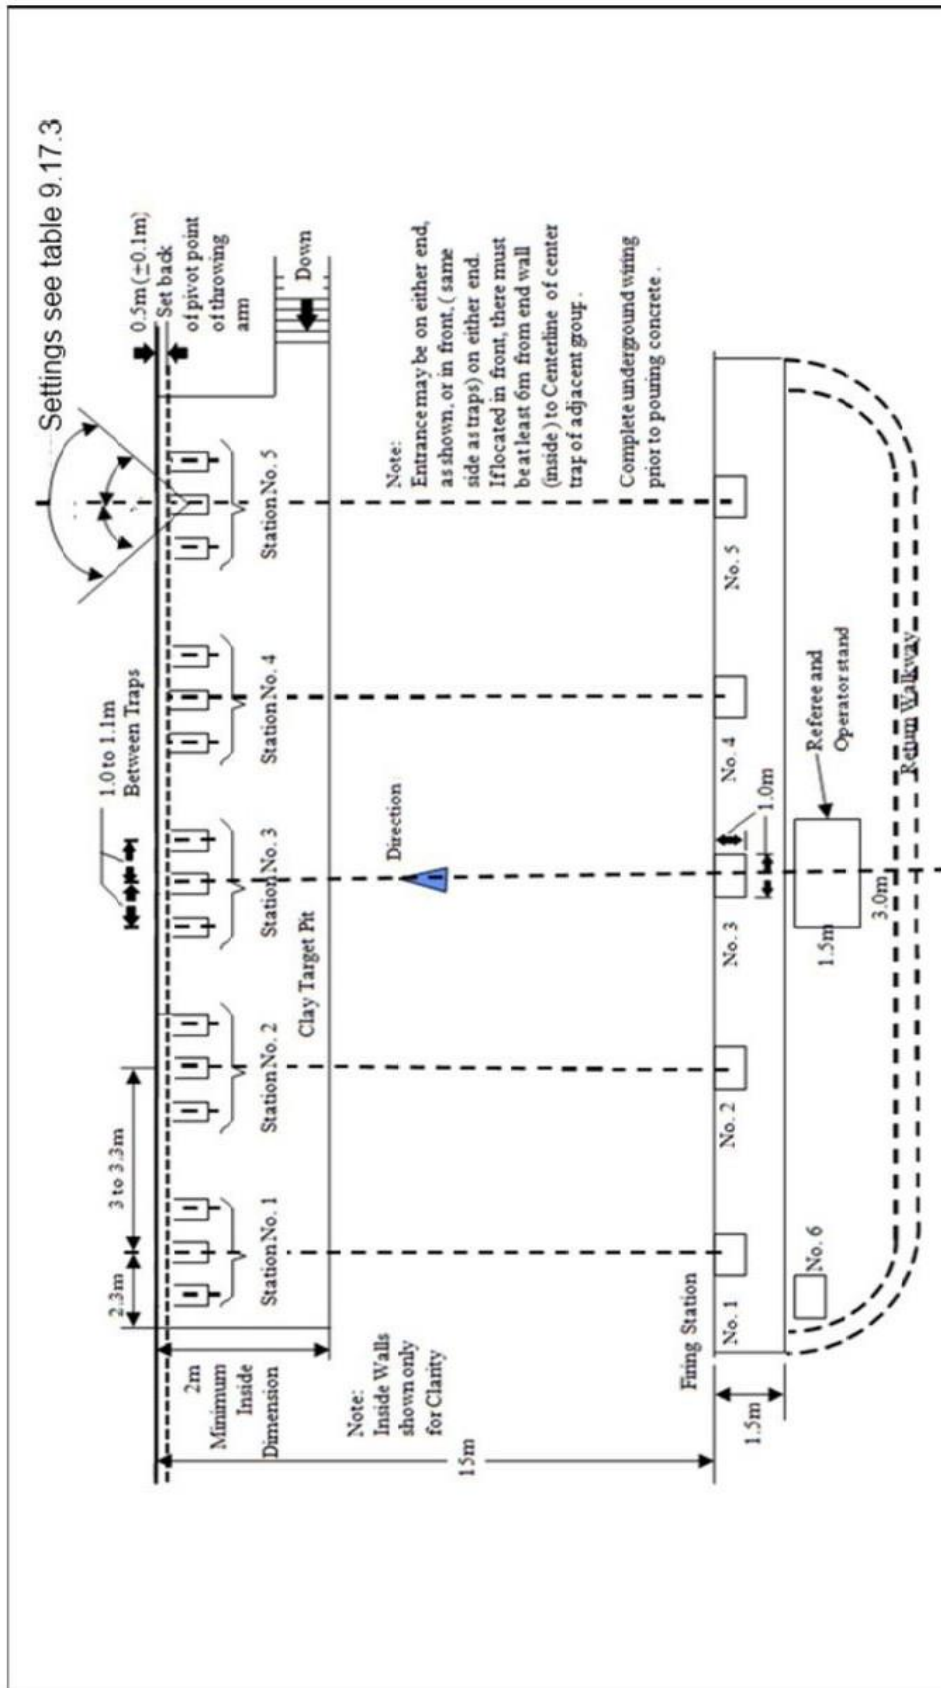 Settings see table 9.17.3
0.5m (±0.1m)
Set back
of pivot point
of throwing
arm
1.0 to 1.1m
Between Traps
3 to 3.3m
2.3m
Down
Station No. 1
Station No. 2
Station No. 3
Station No. 4
Station No. 5
Clay Target Pit
2m
Minimum
Inside
Dimension
Note:
Inside Walls
shown only
for Clarity
Direction
Note:
Entrance may be on either end,
as shown, or in front, ( same
side as traps) on either end.
If located in front, there must
be at least 6m from end wall
(inside ) to Centerline of center
trap of adjacent group .
Complete underground wiring
prior to pouring concrete .
15m
Firing Station
No. 1
No. 2
No. 3
No. 4
No. 5
1.0m
1.5m
No. 6
1.5m
3.0m
Referee and
Operator stand
Return Walkway